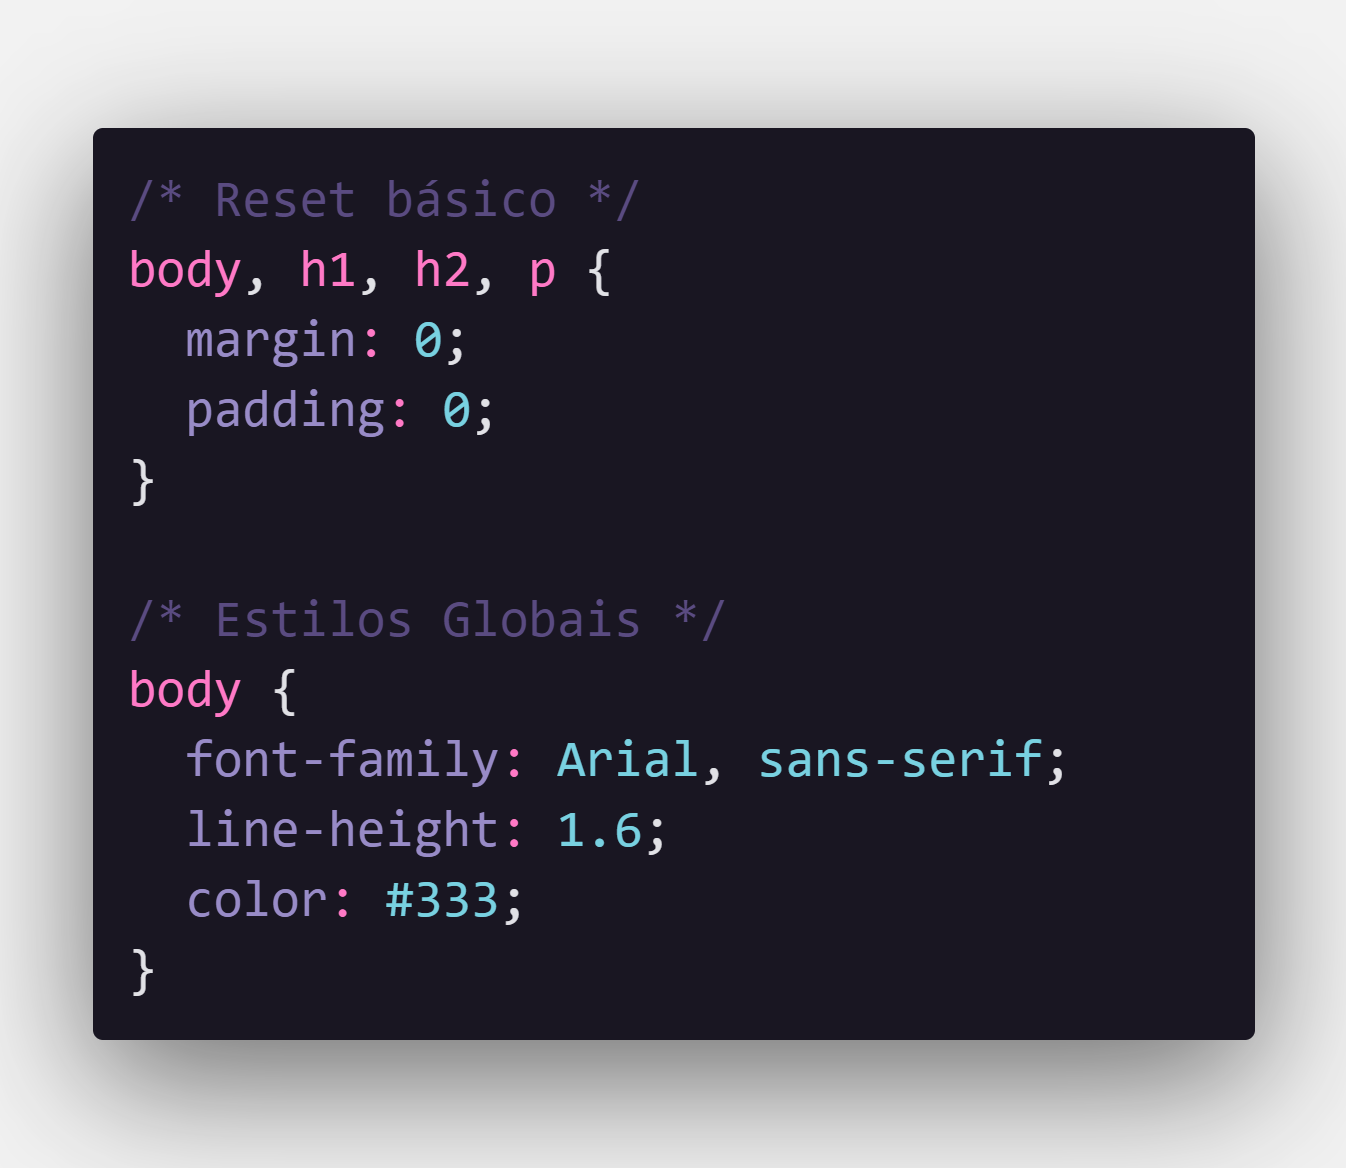 /* Reset básico */
body, h1, h2, p {
  margin: 0;
  padding: 0;
}

/* Estilos Globais */
body {
  font-family: Arial, sans-serif;
  line-height: 1.6;
  color: #333;
}